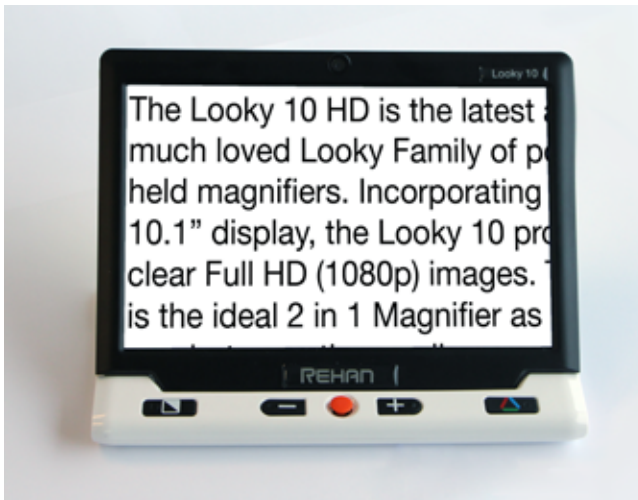 Looky 10
The Looky 10 HD is the latest
much loved Looky Family of
held magnifiers. Incorporating
10.1” display, the Looky 10
clear Full HD (1080p) images.
is the ideal 2 in 1 Magnifier as
REHAN